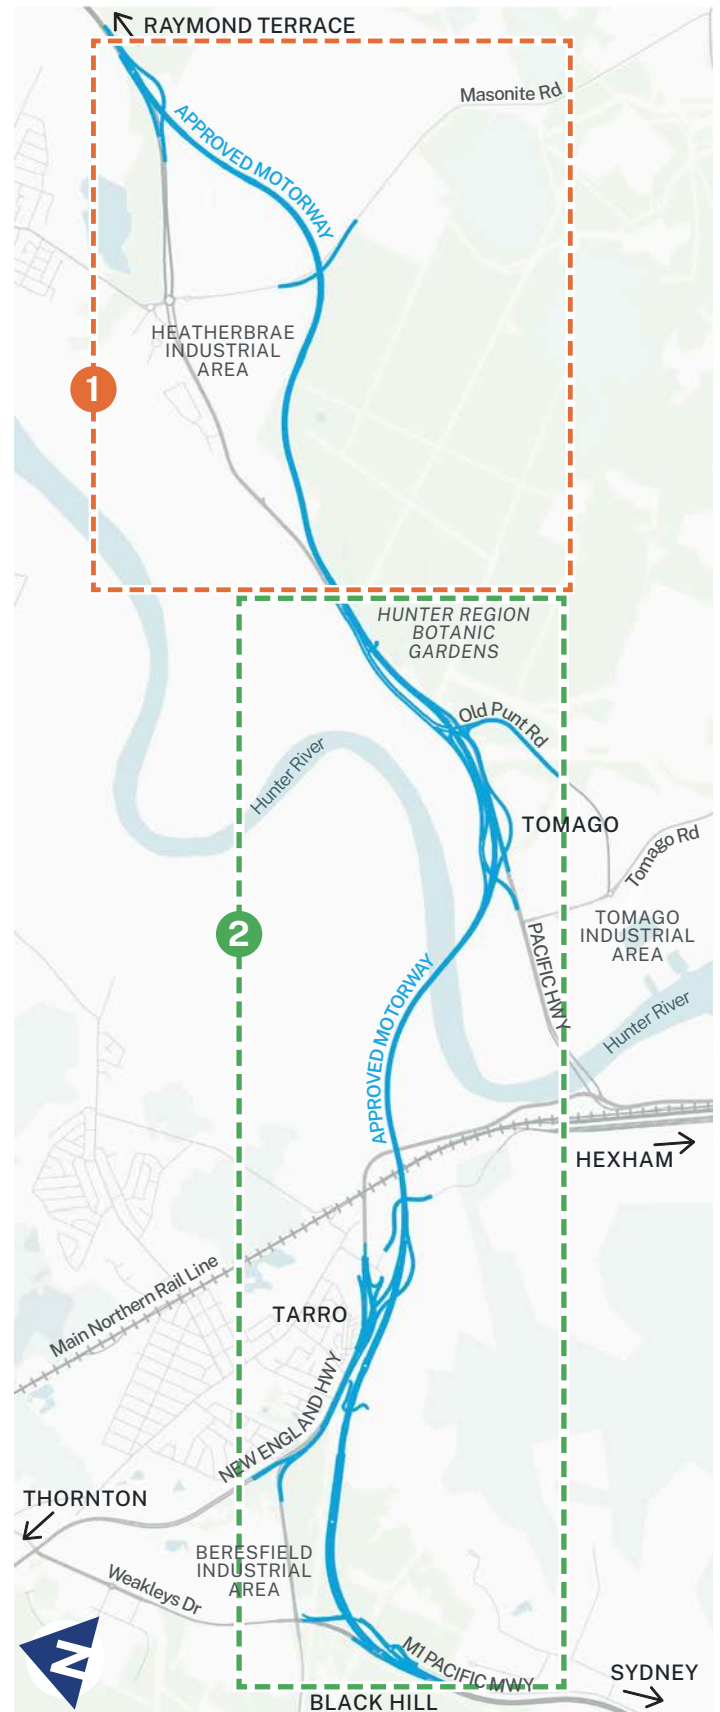 RAYMOND TERRACE
Masonite Rd
APPROVED MOTORWAY
HEATHERBRAE
INDUSTRIAL
AREA
1
HUNTER REGION
BOTANIC
GARDENS
Old Punt Rd
Hunter River
TOMAGO
Tomago Rd
2
TOMAGO
INDUSTRIAL
AREA
PACIFIC HWY
APPROVED MOTORWAY
Hunter River
HEXHAM
Main Northern Rail Line
TARRO
NEW ENGLAND HWY
THORNTON
BERESFIELD
INDUSTRIAL
AREA
Weakleys Dr
N
M1 PACIFIC MWY
SYDNEY
BLACK HILL